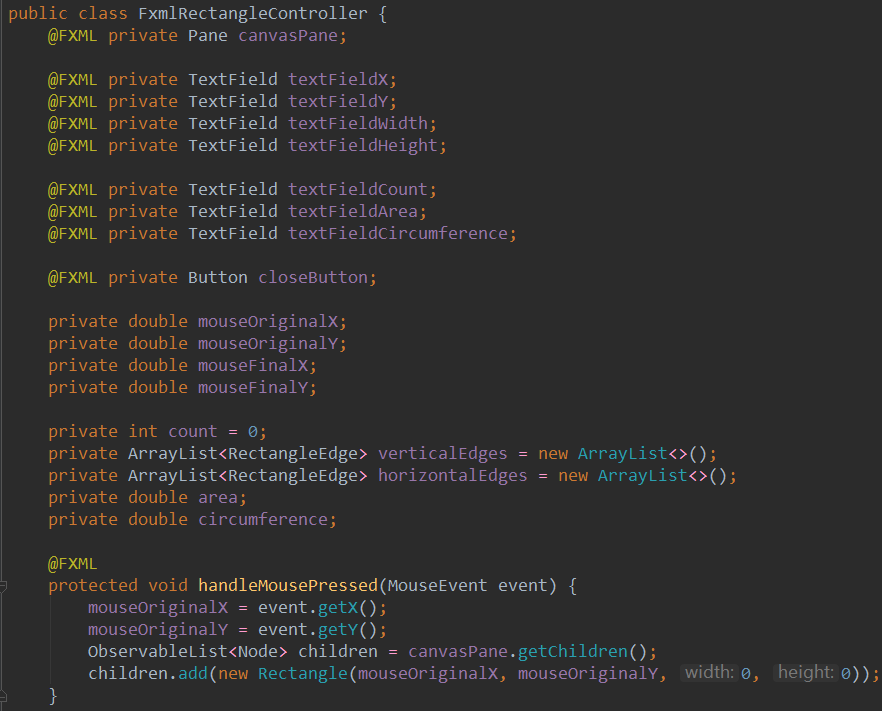 public class FxmlRectangleController {
@FXML private Pane canvasPane;
@FXML private TextField textFieldX;
@FXML private TextField textFieldY;
@FXML private TextField textFieldWidth;
@FXML private TextField textFieldHeight;
@FXML private TextField textFieldCount;
@FXML private TextField textFieldArea;
@FXML private TextField textFieldCircumference;
@FXML private Button closeButton;
private double mouseOriginalX;
private double mouseOriginalY;
private double mouseFinalX;
private double mouseFinalY;
private int count = 0;
private ArrayList<RectangleEdge> verticalEdges = new ArrayList<>();
private ArrayList<RectangleEdge> horizontalEdges = new ArrayList<>();
private double area;
private double circumference;
@FXML
protected void handleMousePressed(MouseEvent event) {
mouseOriginalX = event.getX();
mouseOriginalY = event.getY();
ObservableList<Node> children = canvasPane.getChildren();
children.add(new Rectangle(mouseOriginalX, mouseOriginalY, width: 0, height: 0));
}